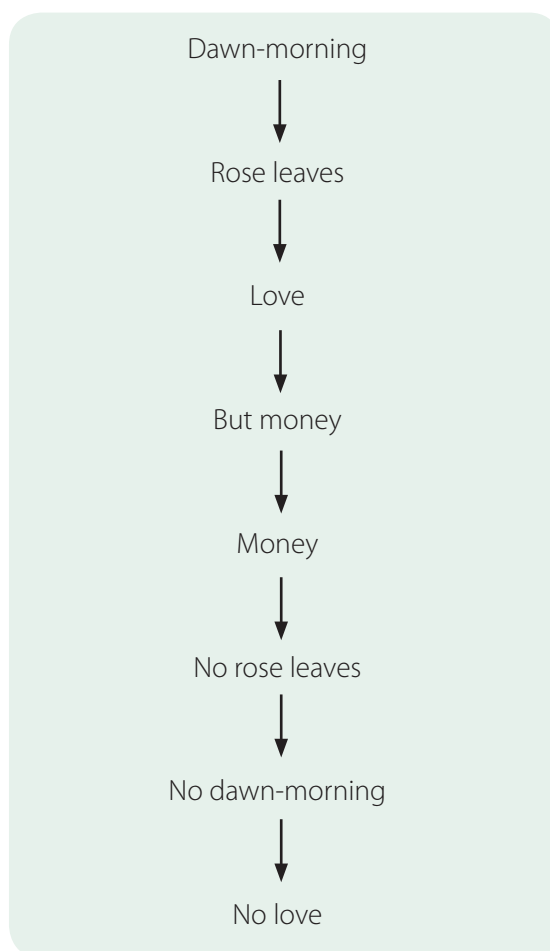 Dawn-morning
Rose leaves
Love
But money
Money
No rose leaves
No dawn-morning
No love